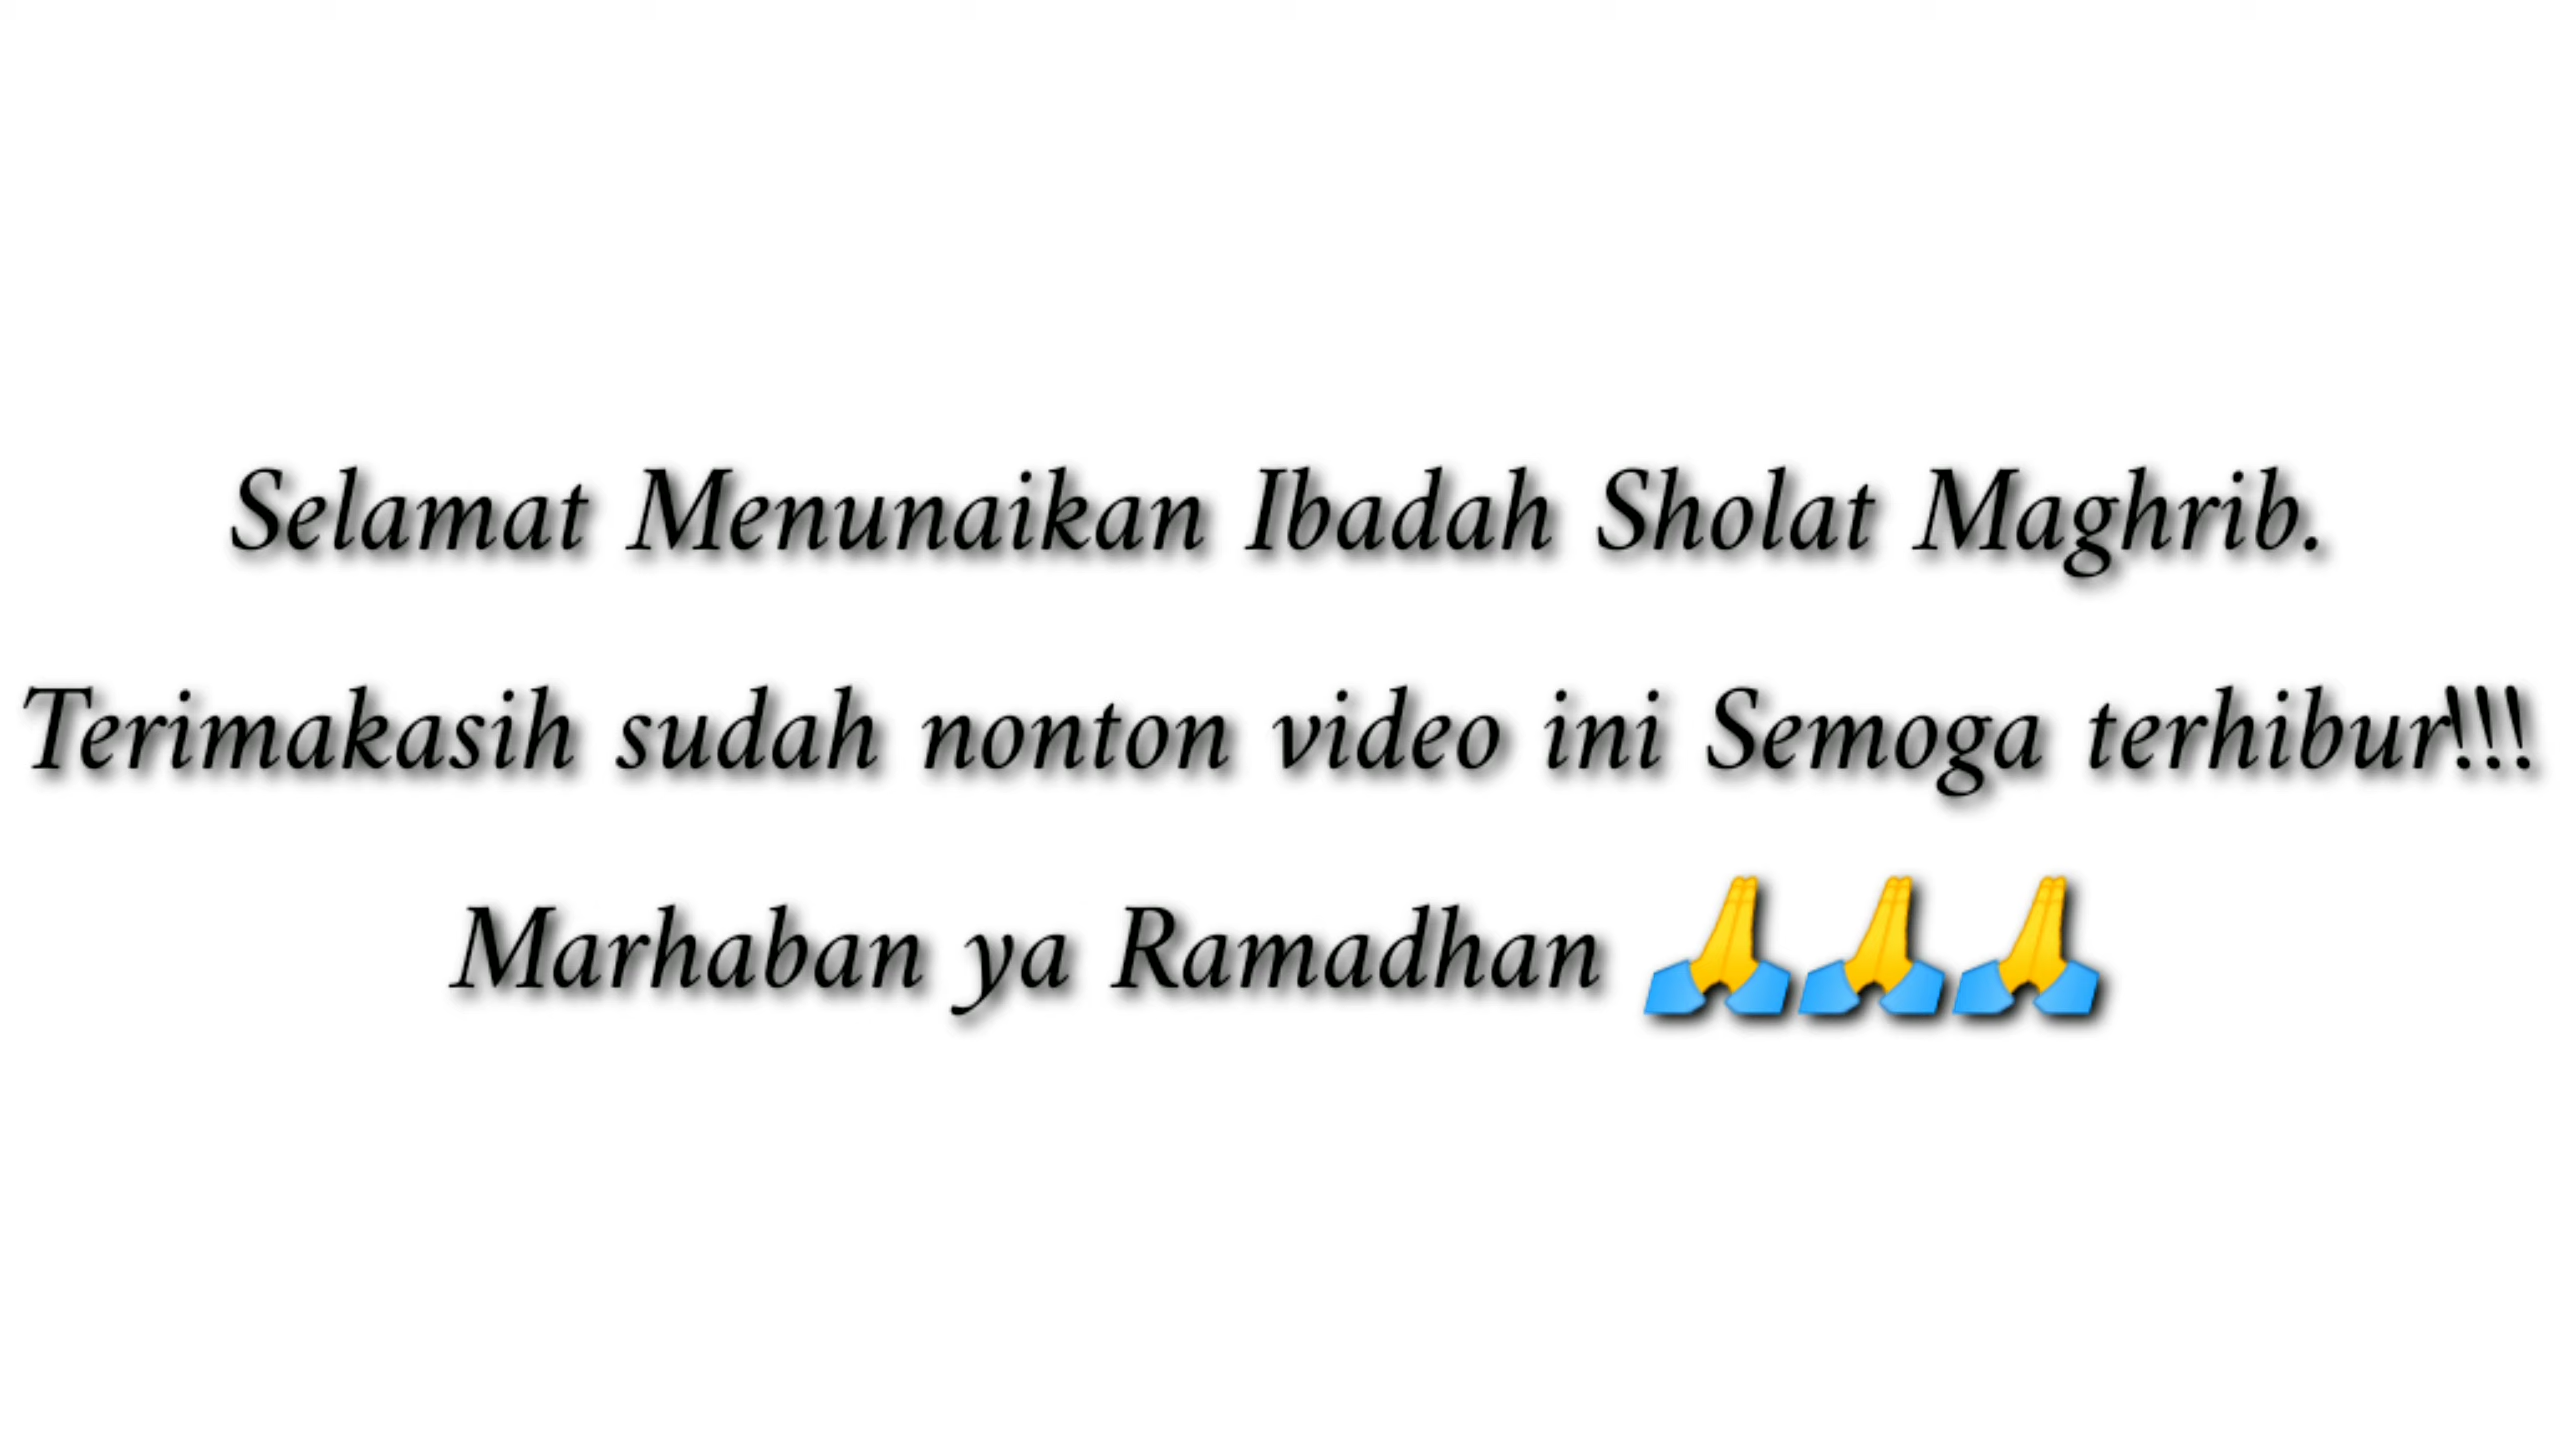 Selamat Menunaikan Ibadah Sholat Maghrib.
Terimakasih sudah nonton video ini Semoga terhibur!!!
Marhaban ya Ramadhan 🙏🙏🙏